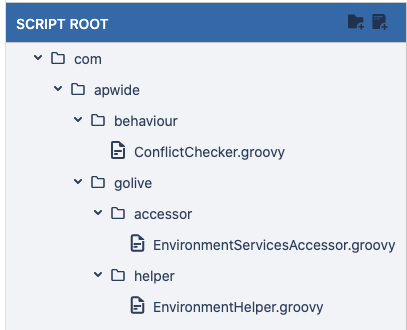 SCRIPT ROOT
com
apwide
behaviour
ConflictChecker.groovy
golive
accessor
EnvironmentServicesAccessor.groovy
helper
EnvironmentHelper.groovy